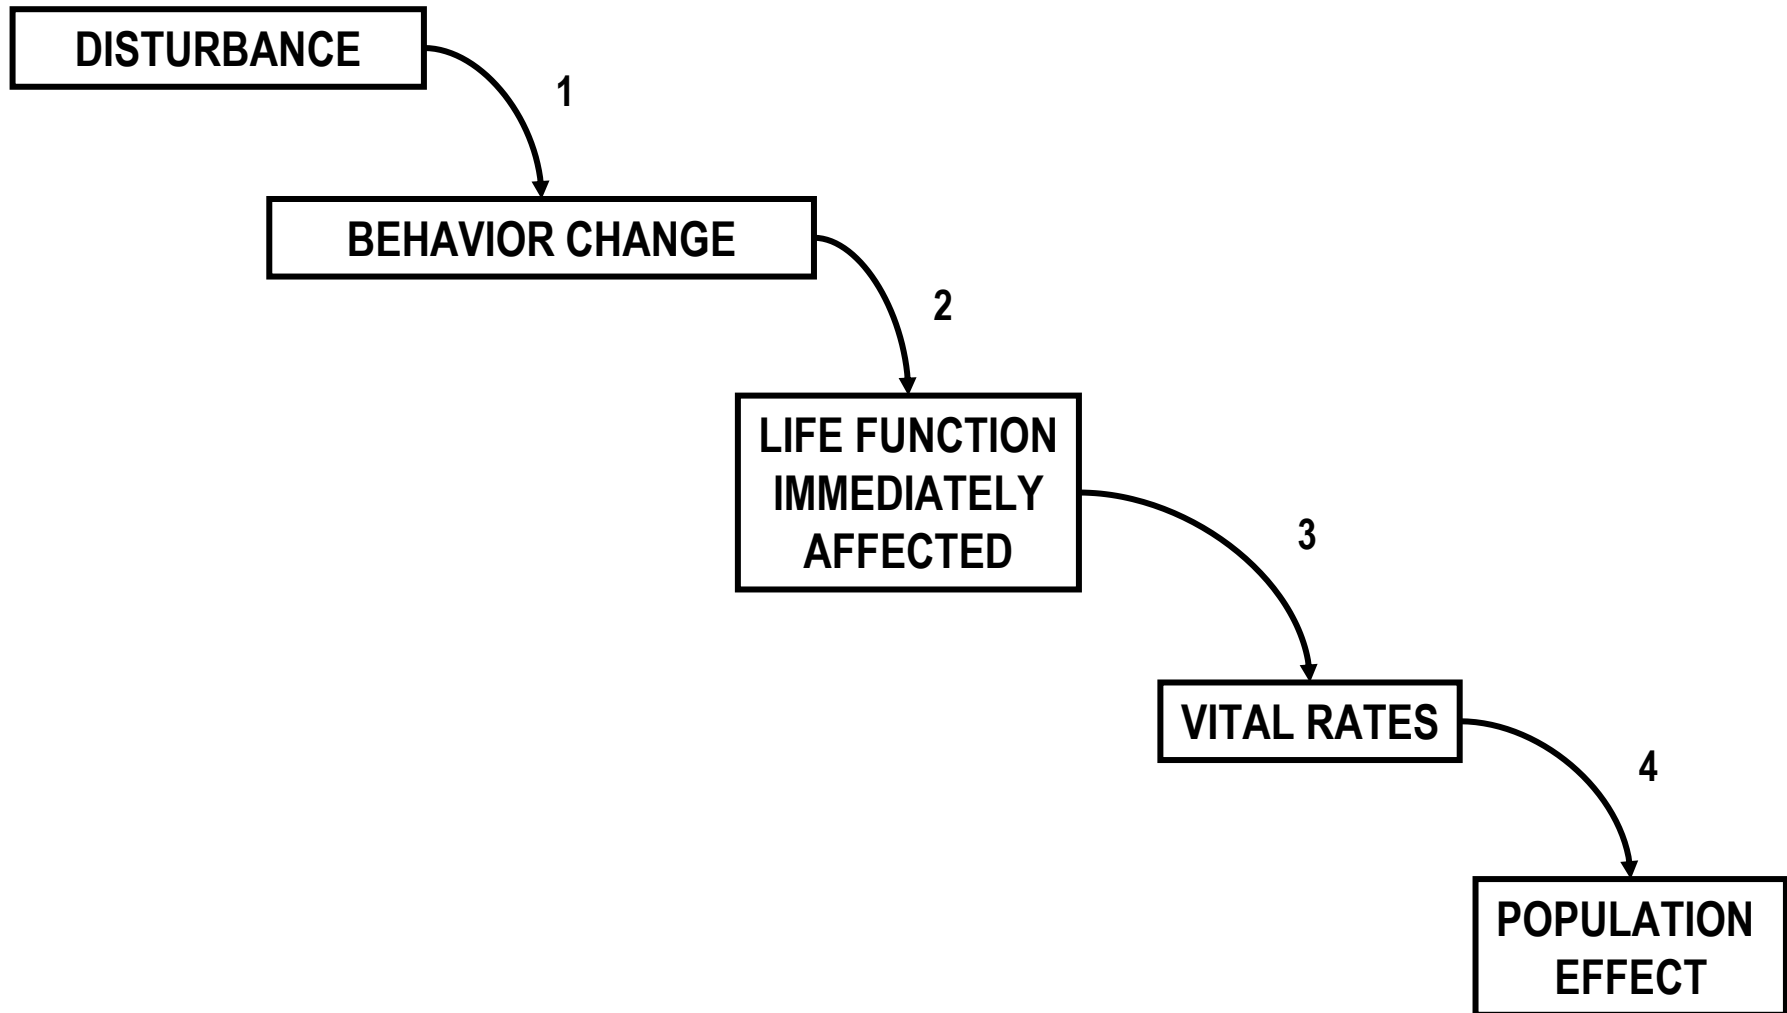 DISTURBANCE
1
BEHAVIOR CHANGE
2
LIFE FUNCTION
IMMEDIATELY
AFFECTED
3
VITAL RATES
4
POPULATION
EFFECT